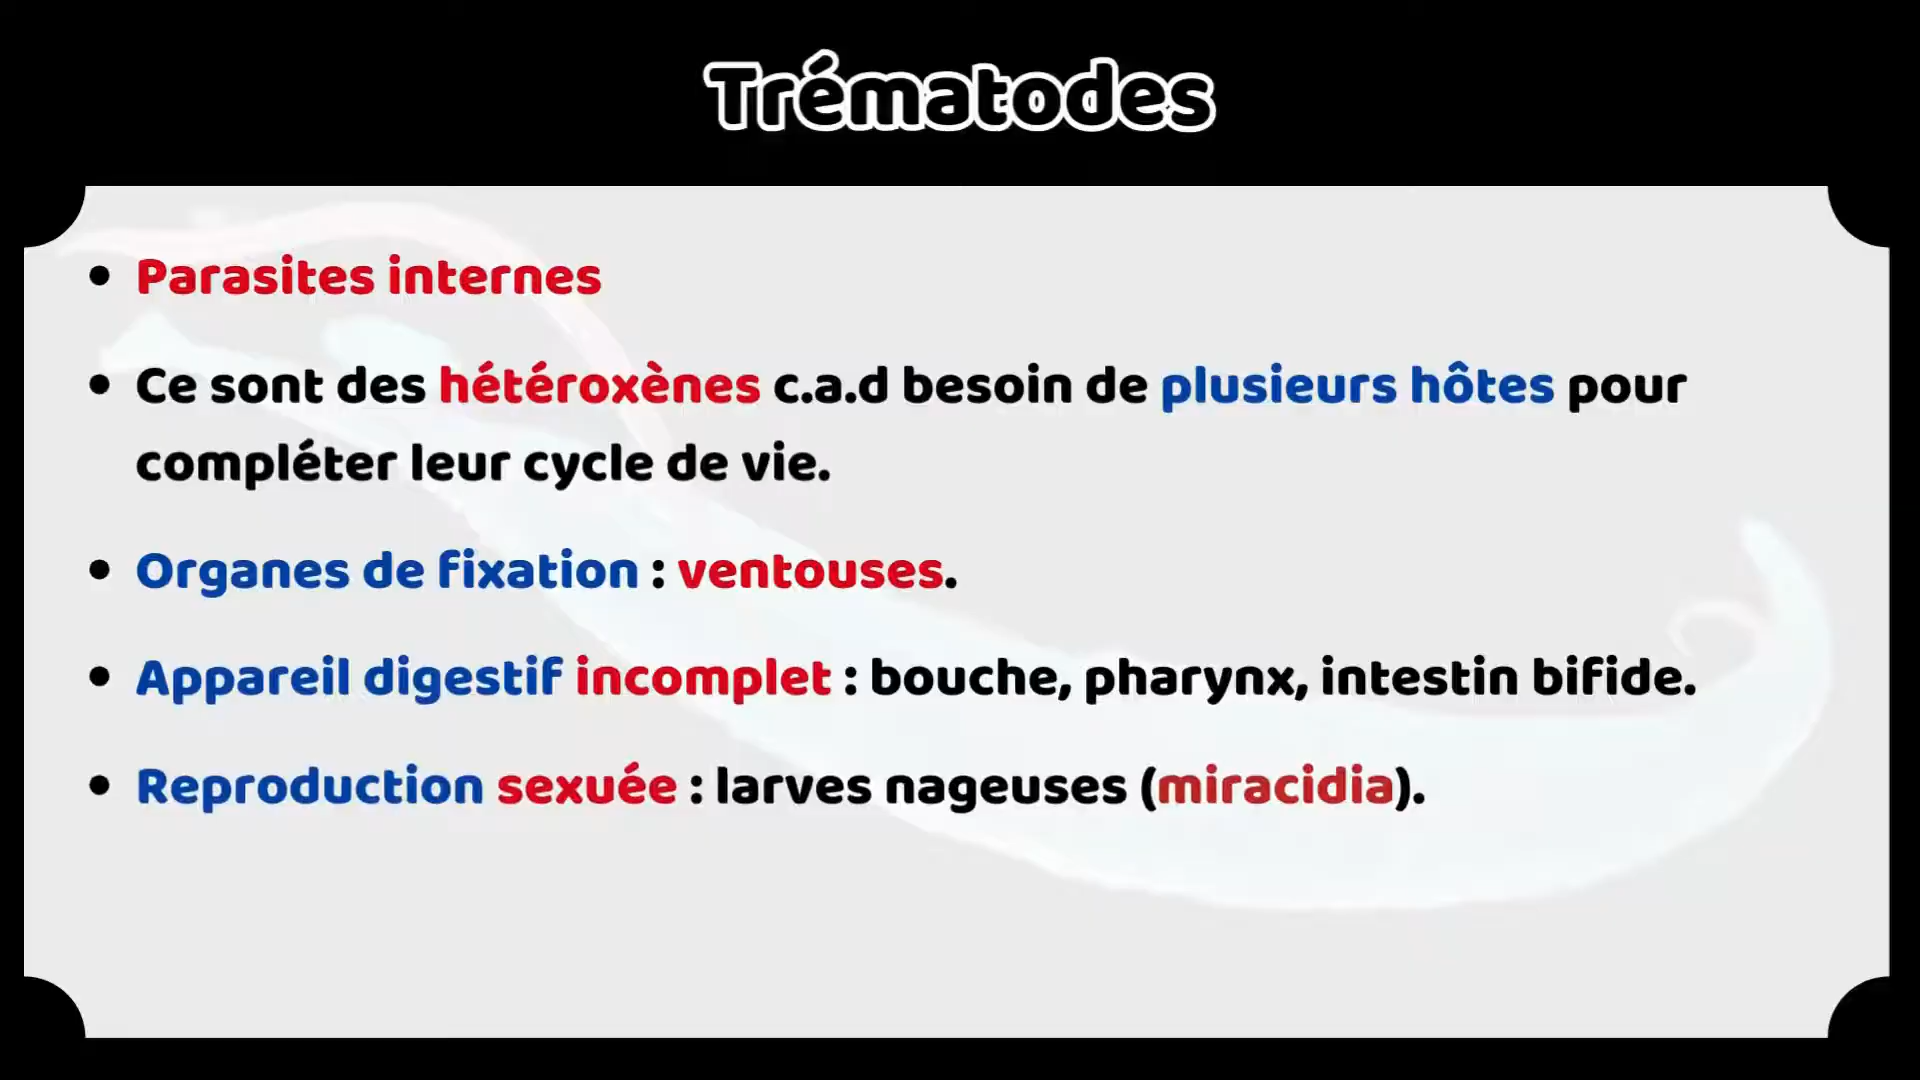 Trématodes
• Parasites internes
• Ce sont des hétéroxènes c.a.d besoin de plusieurs hôtes pour
compléter leur cycle de vie.
• Organes de fixation : ventouses.
• Appareil digestif incomplet : bouche, pharynx, intestin bifide.
• Reproduction sexuée : larves nageuses (miracidia).